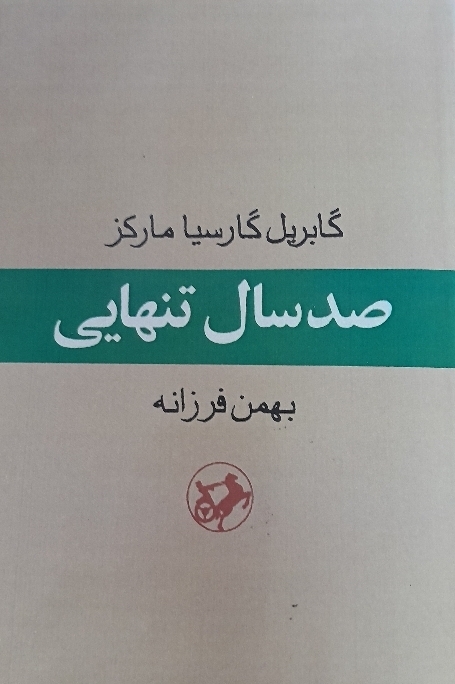 گابریل گارسیا مارکز
صد سال تنهایی
بهمن فرزانه